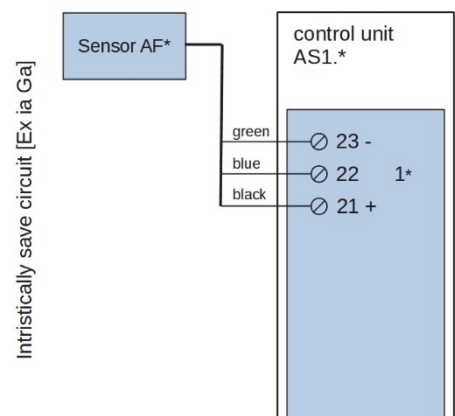 Sensor AF*
control unit
AS1.*
green
23 -
blue
22 1*
black
21 +
Intristically save circuit [Ex ia Ga]